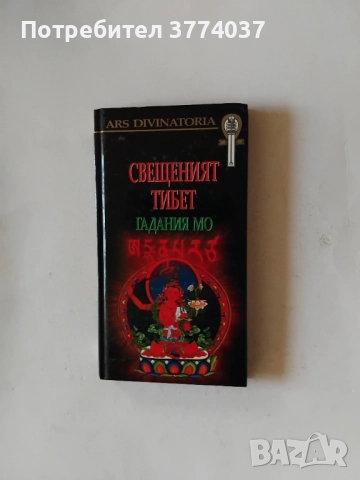 Потребител 3774037
ARS DIVINATORIA
СВЕЩЕНИЯТ
ТИБЕТ
ГАДАНИЯ МО
BAZAR